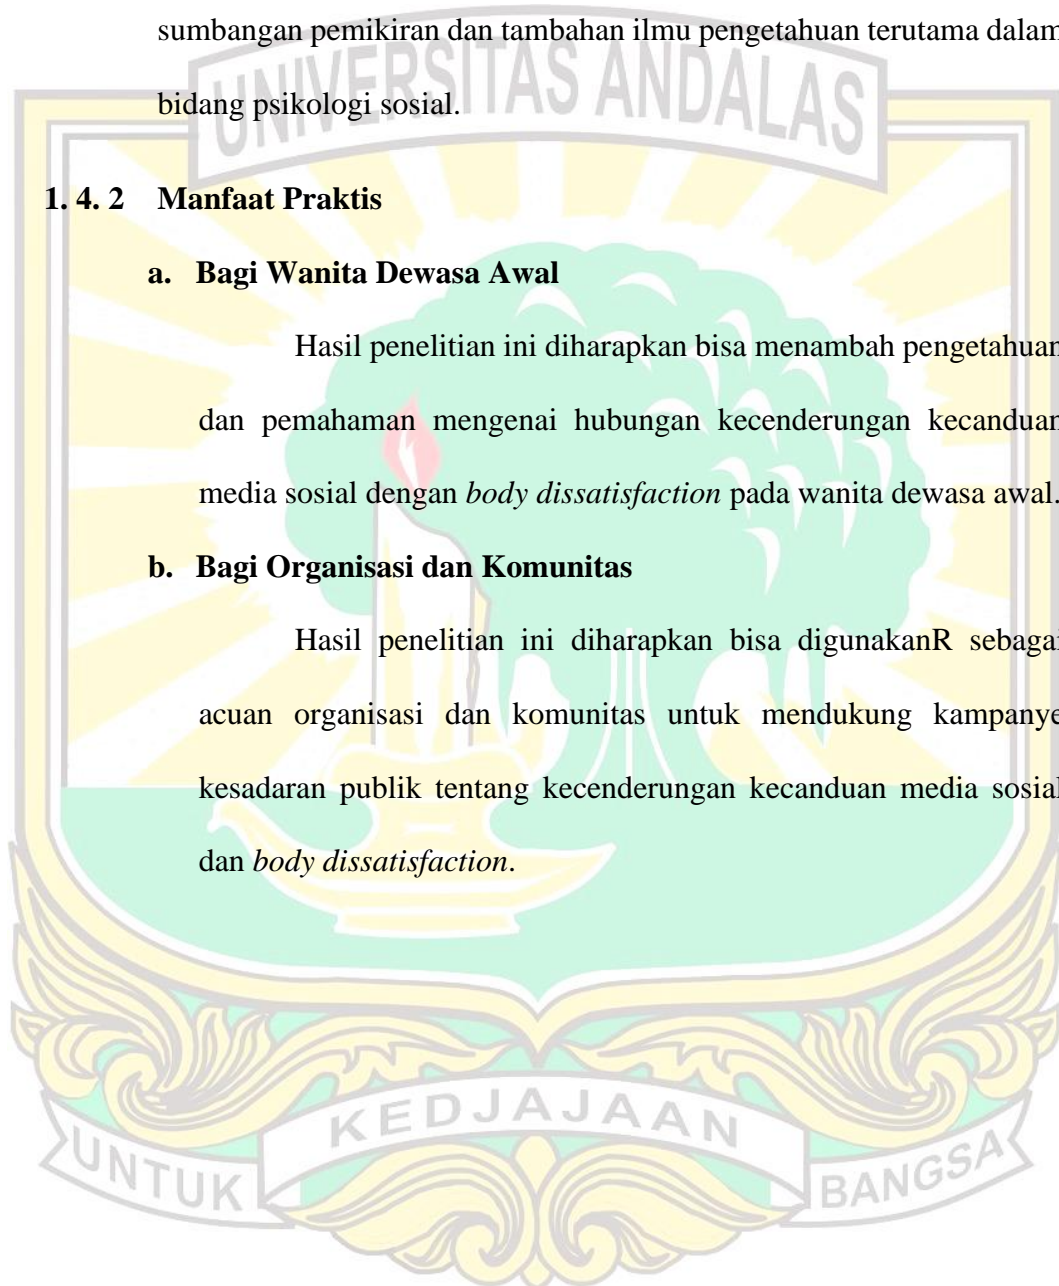 sumbangan pemikiran dan tambahan ilmu pengetahuan terutama dalam
UNIVERSITAS ANDALAS
bidang psikologi sosial.
1. 4. 2 Manfaat Praktis
a. Bagi Wanita Dewasa Awal
Hasil penelitian ini diharapkan bisa menambah pengetahuan
dan pemahaman mengenai hubungan kecenderungan kecanduan
media sosial dengan body dissatisfaction pada wanita dewasa awal.
b. Bagi Organisasi dan Komunitas
Hasil penelitian ini diharapkan bisa digunakanR sebagai
acuan organisasi dan komunitas untuk mendukung kampanye
kesadaran publik tentang kecenderungan kecanduan media sosial
dan body dissatisfaction.
UNTUK KEDJAJAAN BANGSA